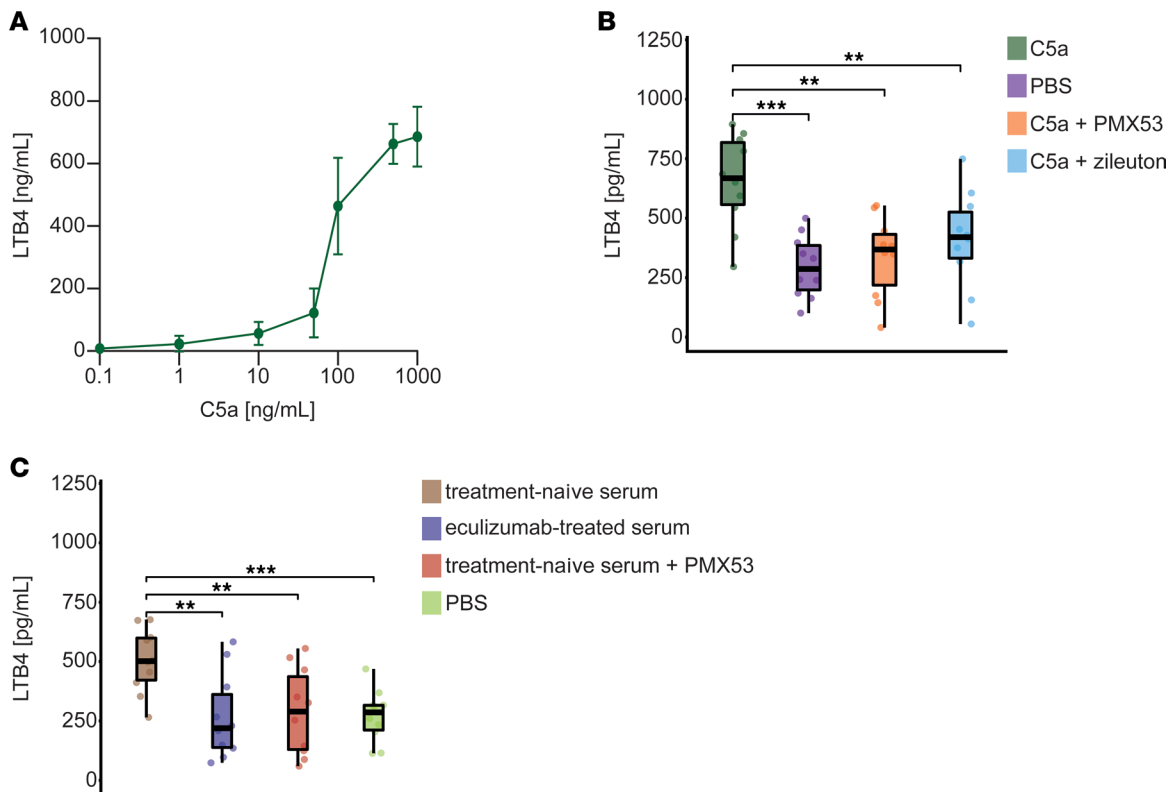 A
1000
800
600
400
200
0
LTB4 [ng/mL]
0.1
1
10
100
1000
C5a [ng/mL]
B
1250
1000
750
500
250
0
LTB4 [pg/mL]
**
**
***
C5a
PBS
C5a + PMX53
C5a + zileuton
C
1250
1000
750
500
250
0
LTB4 [pg/mL]
***
**
**
treatment-naive serum
eculizumab-treated serum
treatment-naive serum + PMX53
PBS